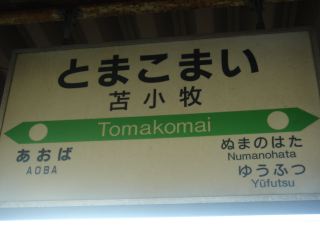 とまこまい
苫小牧
Tomakomai
あおば
AOBA
ぬまのはた
Numanohata
ゆうふつ
Yūfutsu